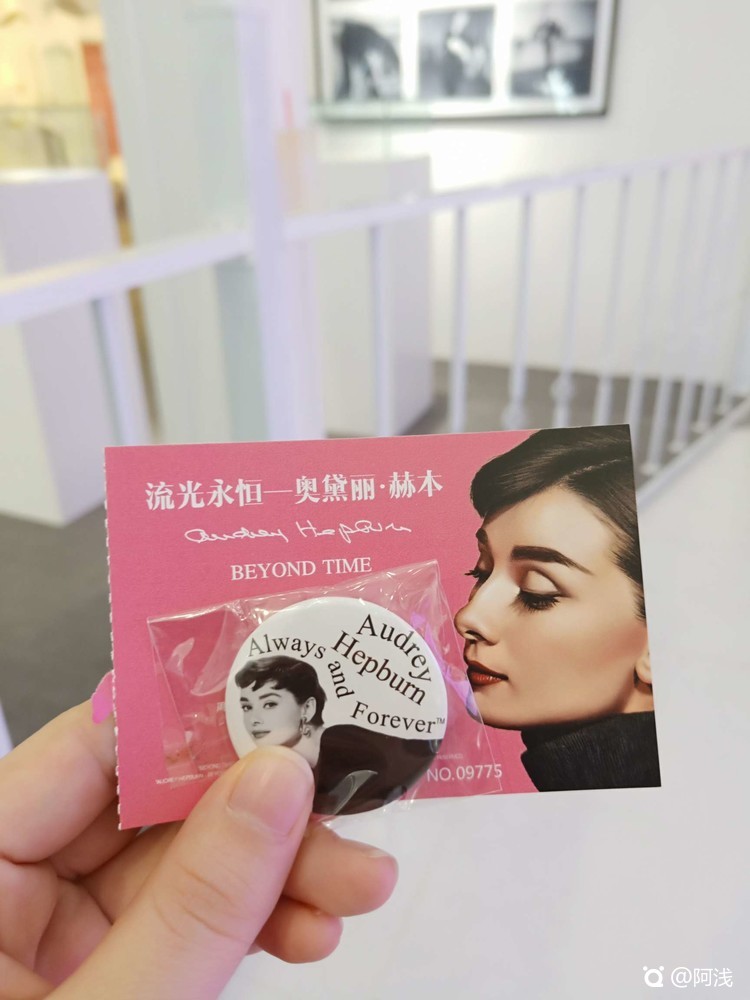 流光永恒—奥黛丽·赫本
Audrey Hepburn
BEYOND TIME
Always and Forever™
Audrey Hepburn
NO.09775
@阿浅